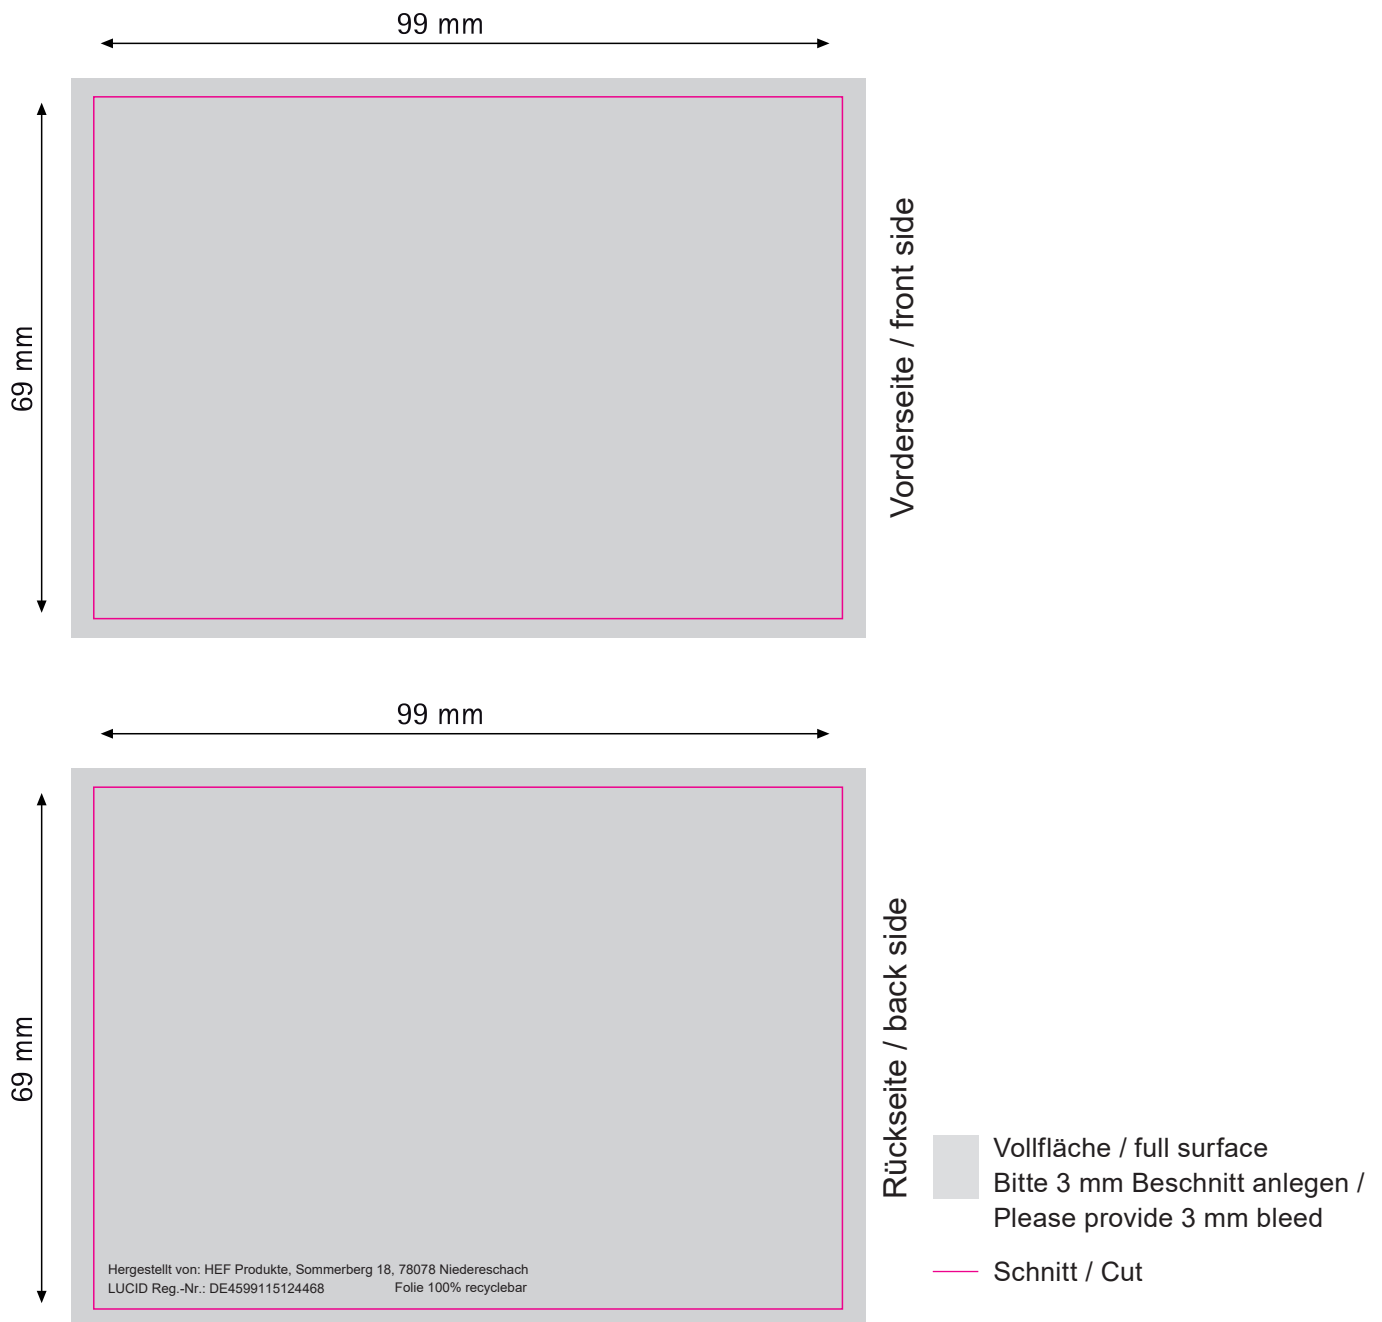 99 mm
69 mm
Vorderseite / front side
99 mm
69 mm
Rückseite / back side
Hergestellt von: HEF Produkte, Sommerberg 18, 78078 Niedereschach
LUCID Reg.-Nr.: DE4599115124468 Folie 100% recyclebar
Vollfläche / full surface
Bitte 3 mm Beschnitt anlegen /
Please provide 3 mm bleed
Schnitt / Cut